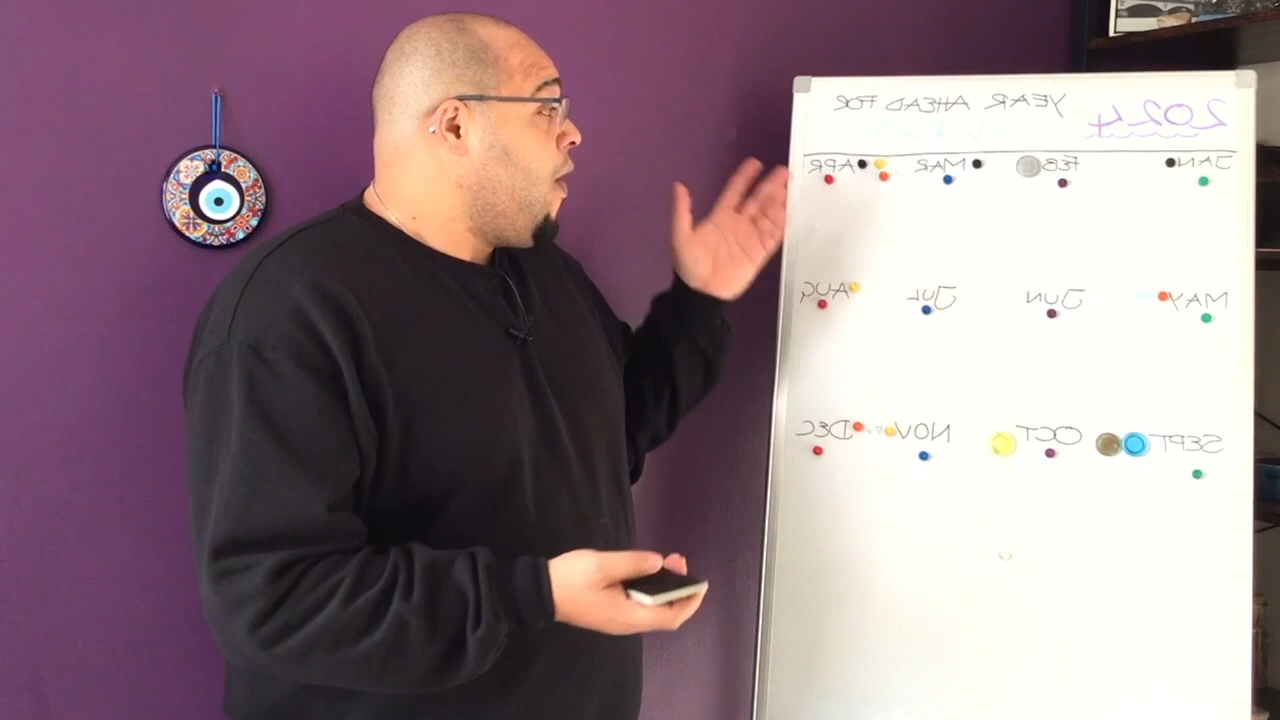 2024 YEAR AHEAD FOR
JAN FEB MAR APR
MAY JUN JUL AUG
SEPT OCT NOV DEC